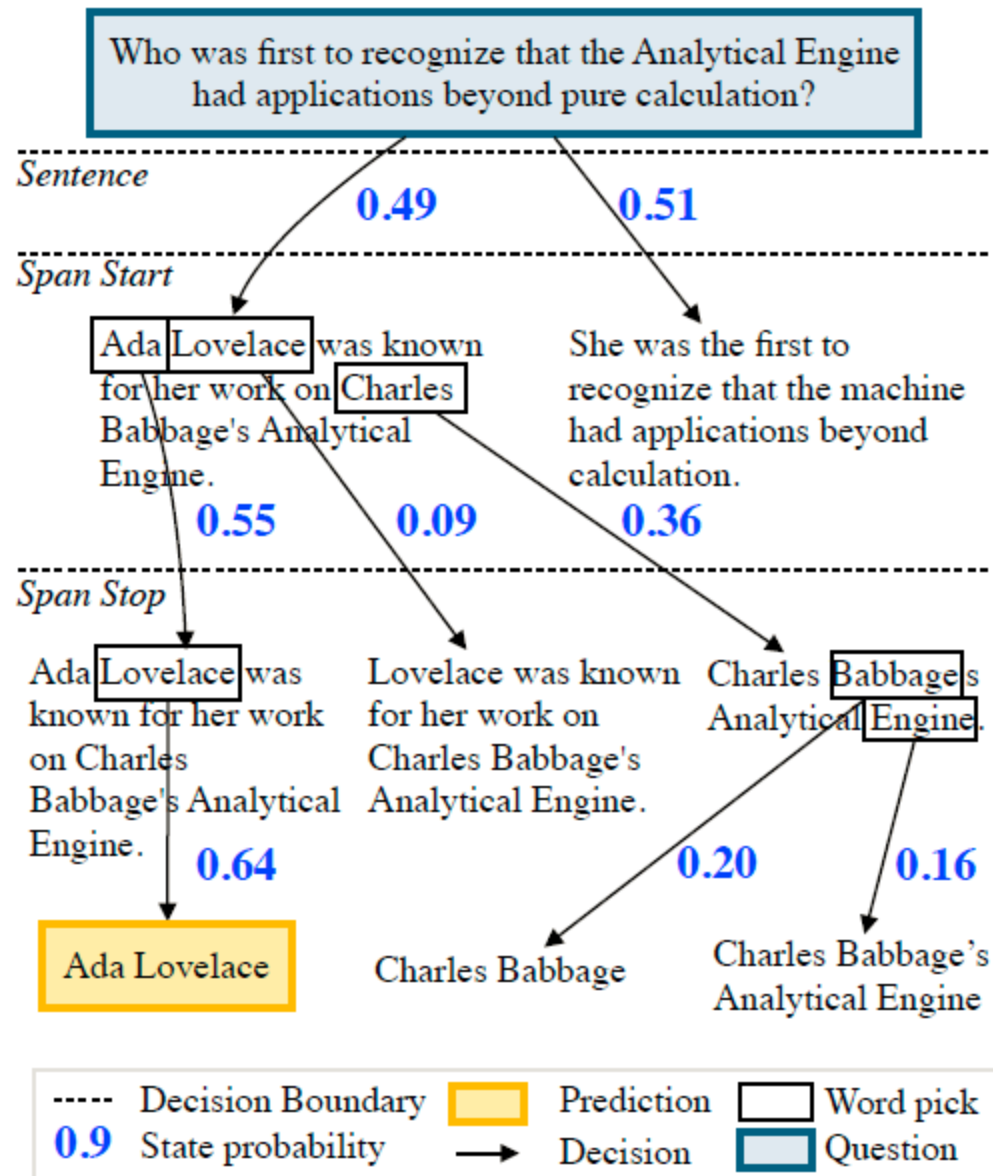 Who was first to recognize that the Analytical Engine
had applications beyond pure calculation?
Sentence
0.49
0.51
Span Start
Ada Lovelace was known
for her work on Charles
Babbage's Analytical
Engine.
She was the first to
recognize that the machine
had applications beyond
calculation.
0.55
0.09
0.36
Span Stop
Ada Lovelace was
known for her work
on Charles
Babbage's Analytical
Engine.
Lovelace was known
for her work on
Charles Babbage's
Analytical Engine.
Charles Babbage s
Analytical Engine.
0.64
0.20
0.16
Ada Lovelace
Charles Babbage
Charles Babbage’s
Analytical Engine
Decision Boundary
Prediction
Word pick
0.9 State probability
Decision
Question